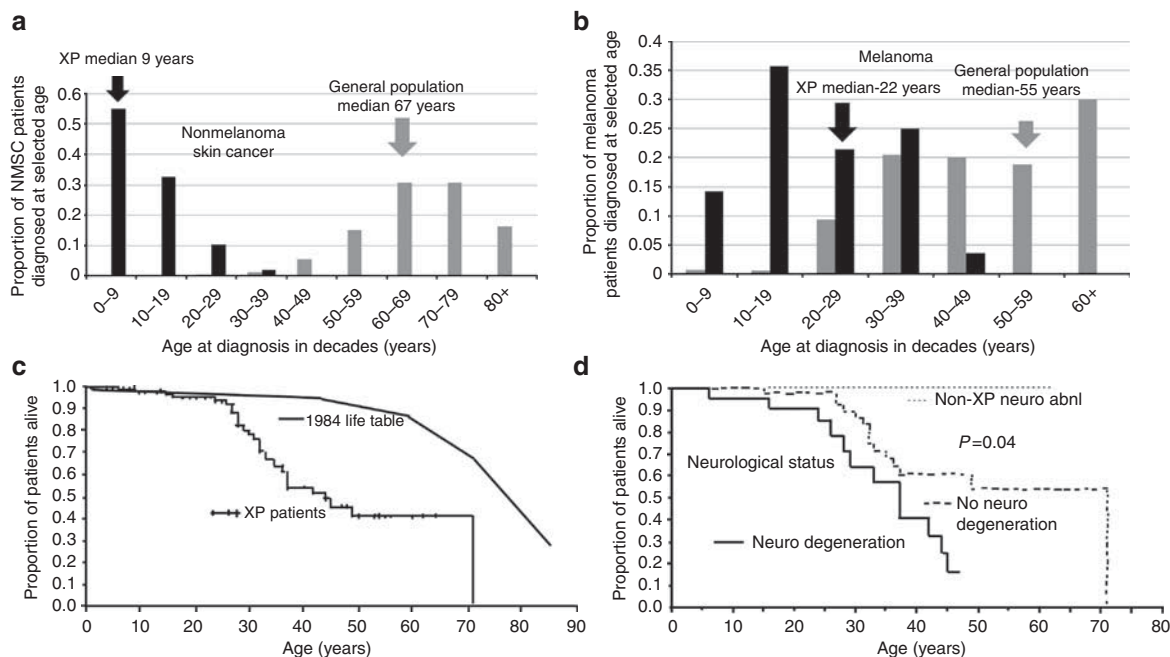 a
XP median 9 years
General population
median 67 years
Nonmelanoma
skin cancer
Proportion of NMSC patients
diagnosed at selected age
0.6
0.5
0.4
0.3
0.2
0.1
0
0–9
10–19
20–29
30–39
40–49
50–59
60–69
70–79
80+
Age at diagnosis in decades (years)
b
Melanoma
XP median-22 years
General population
median-55 years
Proportion of melanoma
patients diagnosed at selected age
0.4
0.35
0.3
0.25
0.2
0.15
0.1
0.05
0
0–9
10–19
20–29
30–39
40–49
50–59
60+
Age at diagnosis in decades (years)
c
Proportion of patients alive
1.0
0.9
0.8
0.7
0.6
0.5
0.4
0.3
0.2
0.1
0.0
1984 life table
XP patients
0 10 20 30 40 50 60 70 80 90
Age (years)
d
Proportion of patients alive
1.0
0.9
0.8
0.7
0.6
0.5
0.4
0.3
0.2
0.1
0.0
Non-XP neuro abnl
P=0.04
Neurological status
No neuro
degeneration
Neuro degeneration
0 10 20 30 40 50 60 70 80
Age (years)